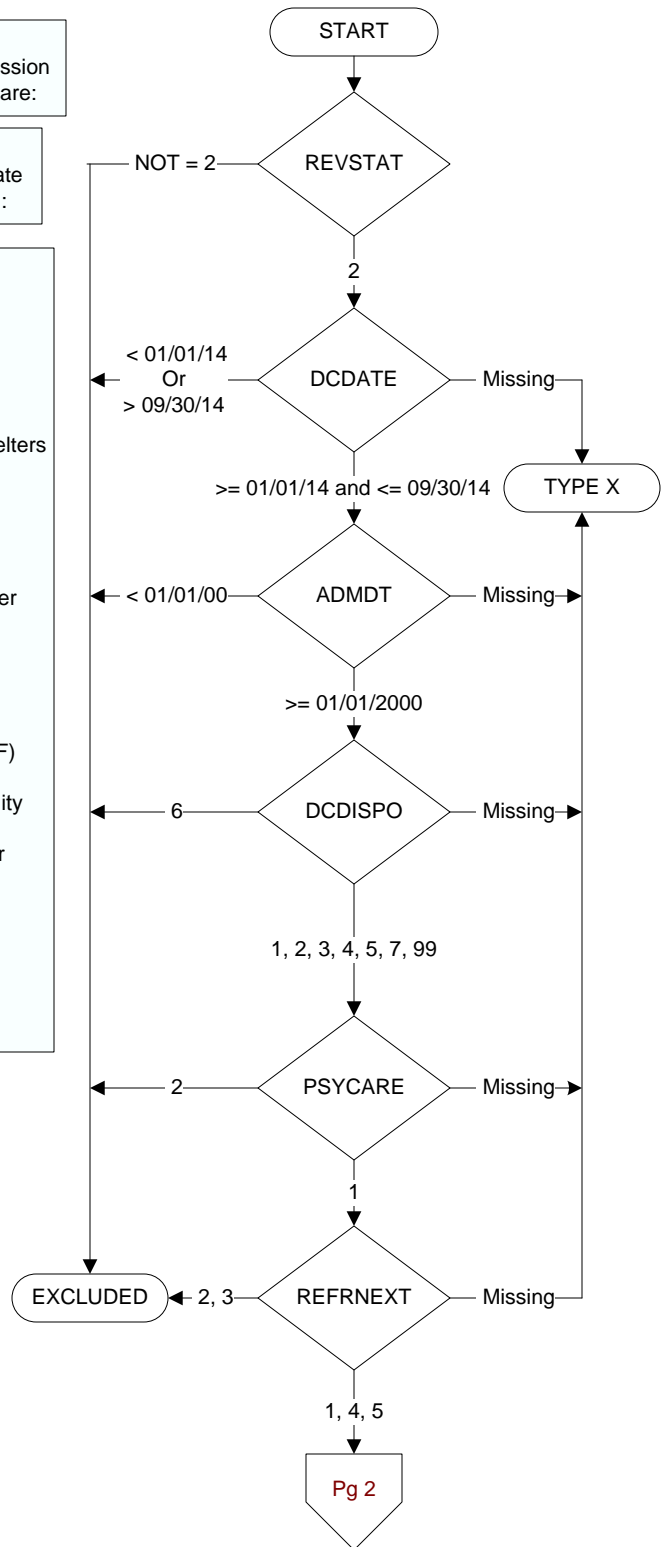 ssion
are:
ate
:
elters
er
F)
ity
r
START
NOT = 2
REVSTAT
2
< 01/01/14
Or
> 09/30/14
DCDATE
Missing
>= 01/01/14 and <= 09/30/14
TYPE X
< 01/01/00
ADMDT
Missing
>= 01/01/2000
6
DCDISPO
Missing
1, 2, 3, 4, 5, 7, 99
2
PSYCARE
Missing
1
EXCLUDED
2, 3
REFRNEXT
Missing
1, 4, 5
Pg 2